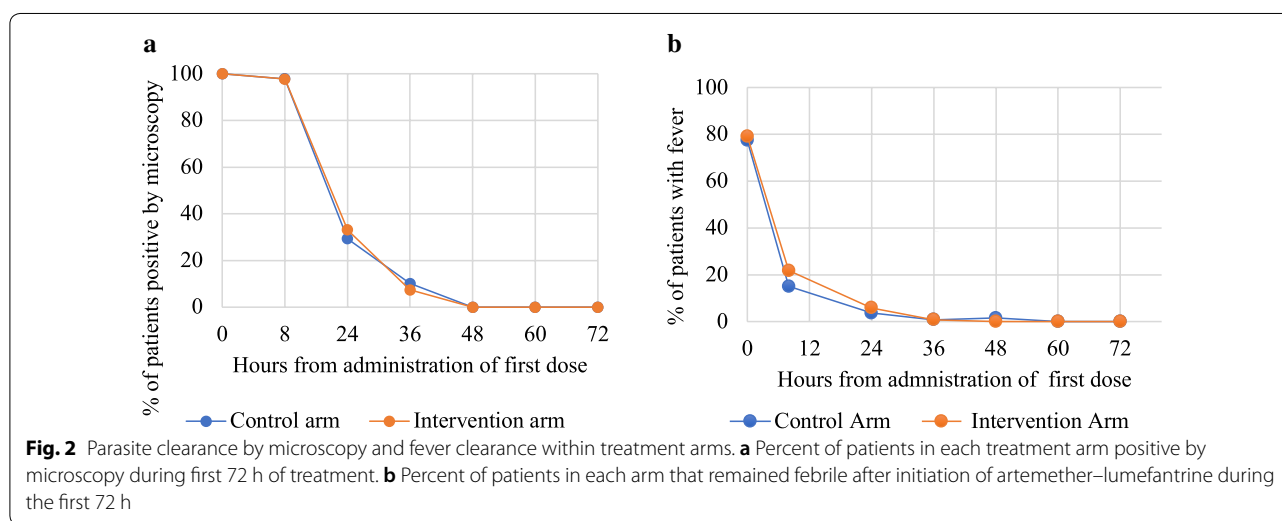 a
% of patients positive by microscopy
100
80
60
40
20
0
0 8 24 36 48 60 72
Hours from administration of first dose
Control arm Intervention arm
b
% of patients with fever
100
80
60
40
20
0
0 12 24 36 48 60 72
Hours from admnistration of first dose
Control Arm Intervention Arm
Fig. 2 Parasite clearance by microscopy and fever clearance within treatment arms. a Percent of patients in each treatment arm positive by
microscopy during first 72 h of treatment. b Percent of patients in each arm that remained febrile after initiation of artemether–lumefantrine during
the first 72 h